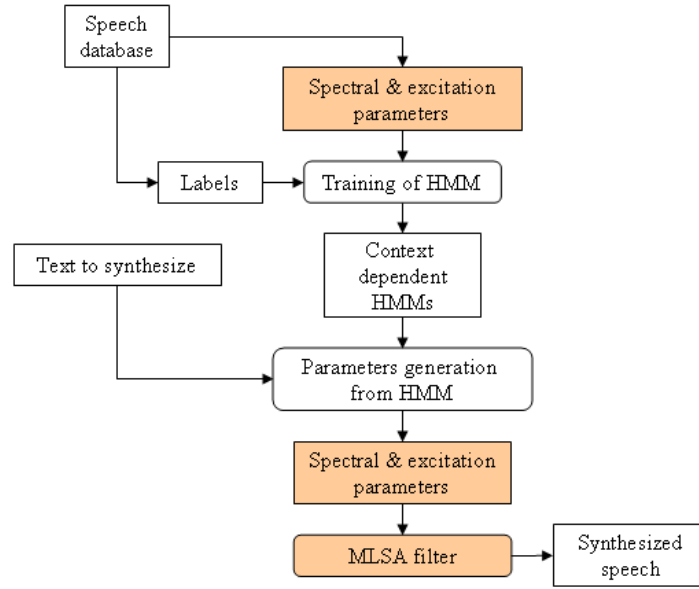 Speech
database
Spectral & excitation
parameters
Labels
Training of HMM
Text to synthesize
Context
dependent
HMMs
Parameters generation
from HMM
Spectral & excitation
parameters
MLSA filter
Synthesized
speech